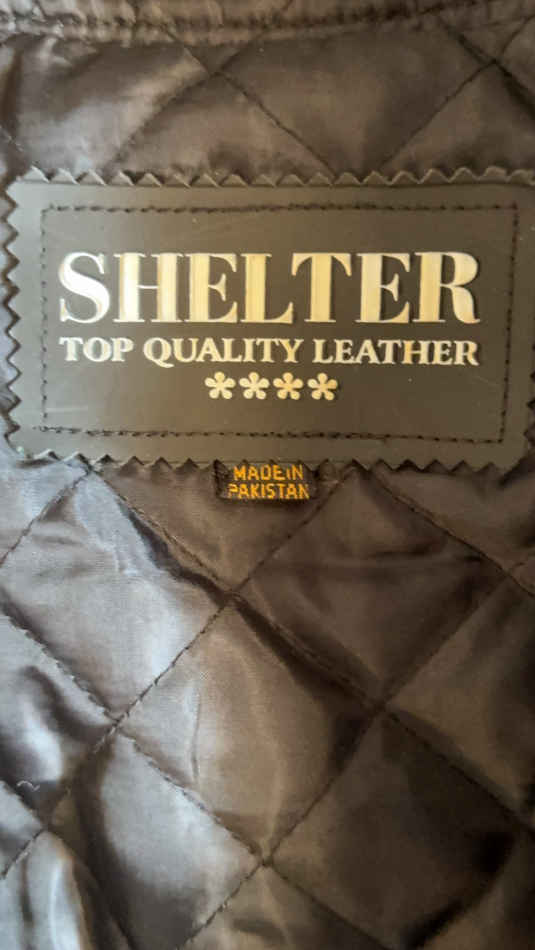 SHELTER
TOP QUALITY LEATHER
****
MADE IN
PAKISTAN